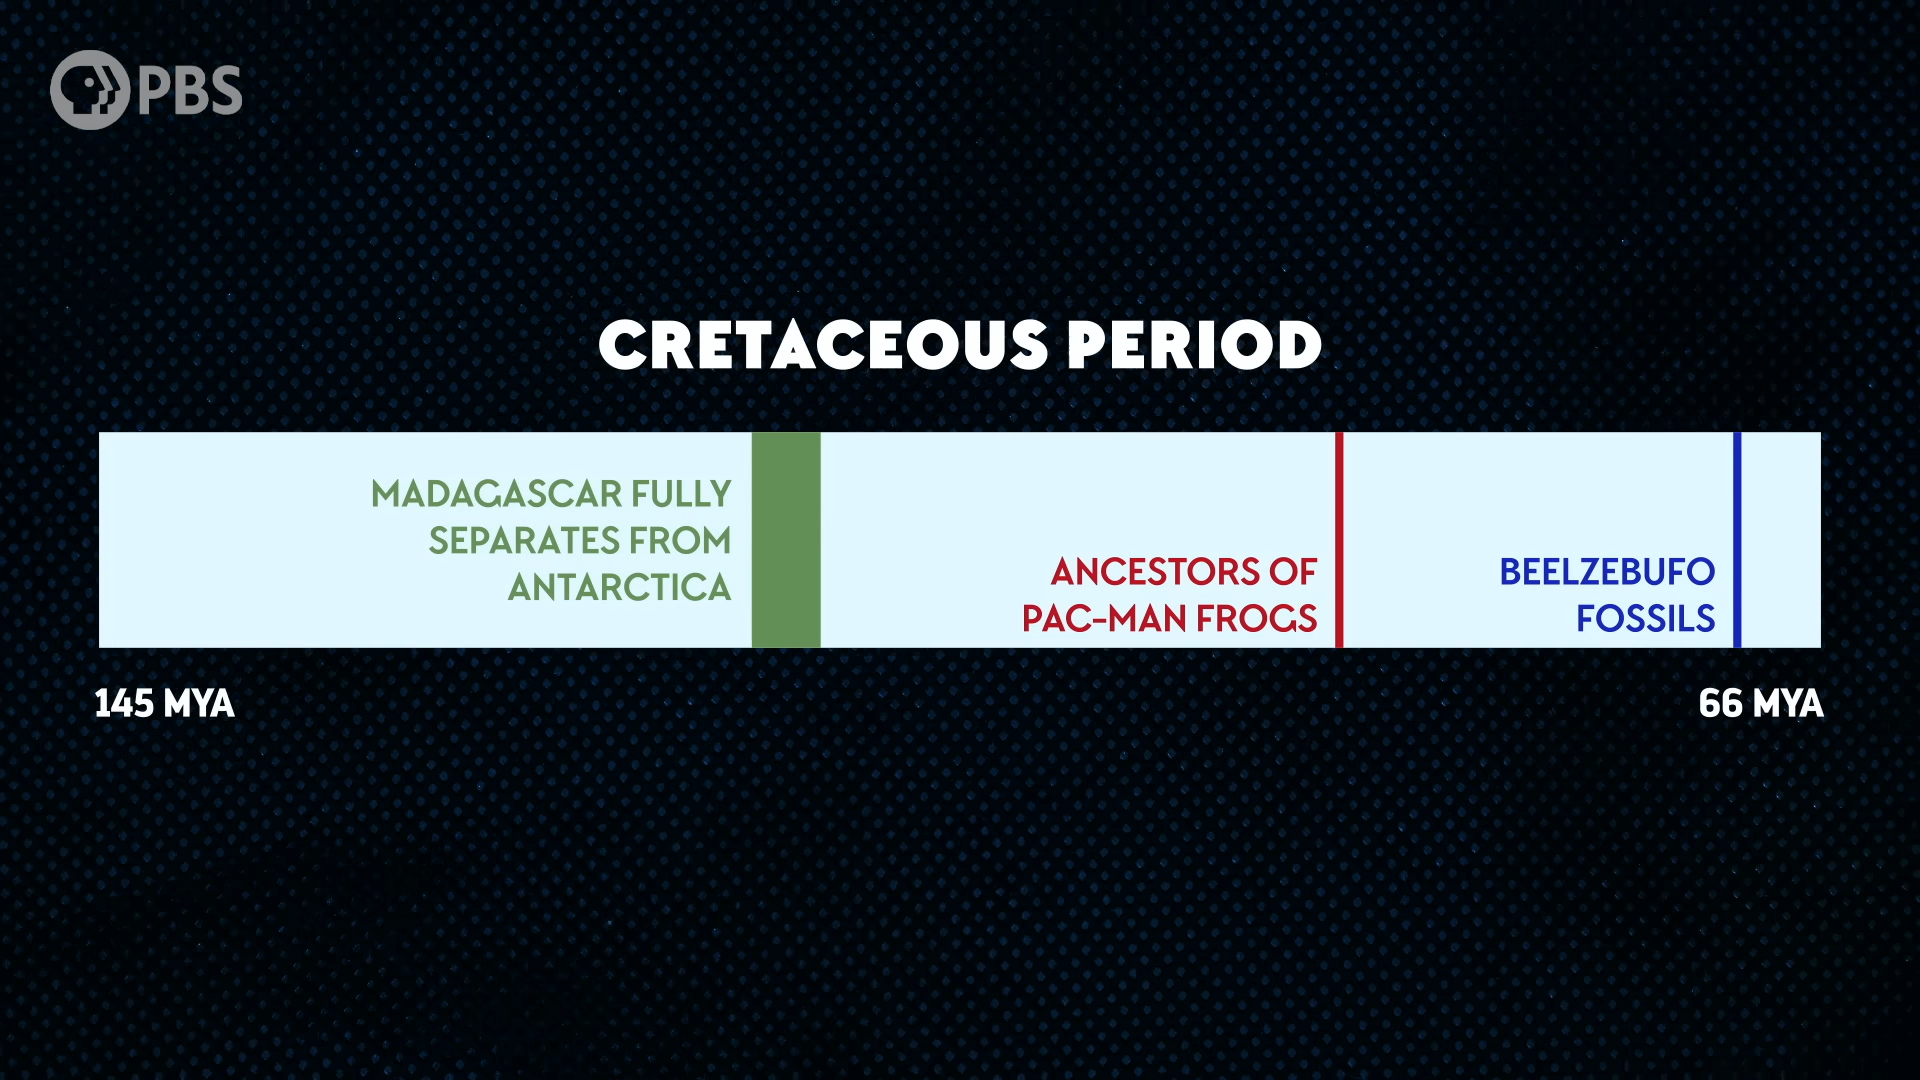 PBS
CRETACEOUS PERIOD
MADAGASCAR FULLY
SEPARATES FROM
ANTARCTICA
ANCESTORS OF
PAC-MAN FROGS
BEELZEBUFO
FOSSILS
145 MYA
66 MYA